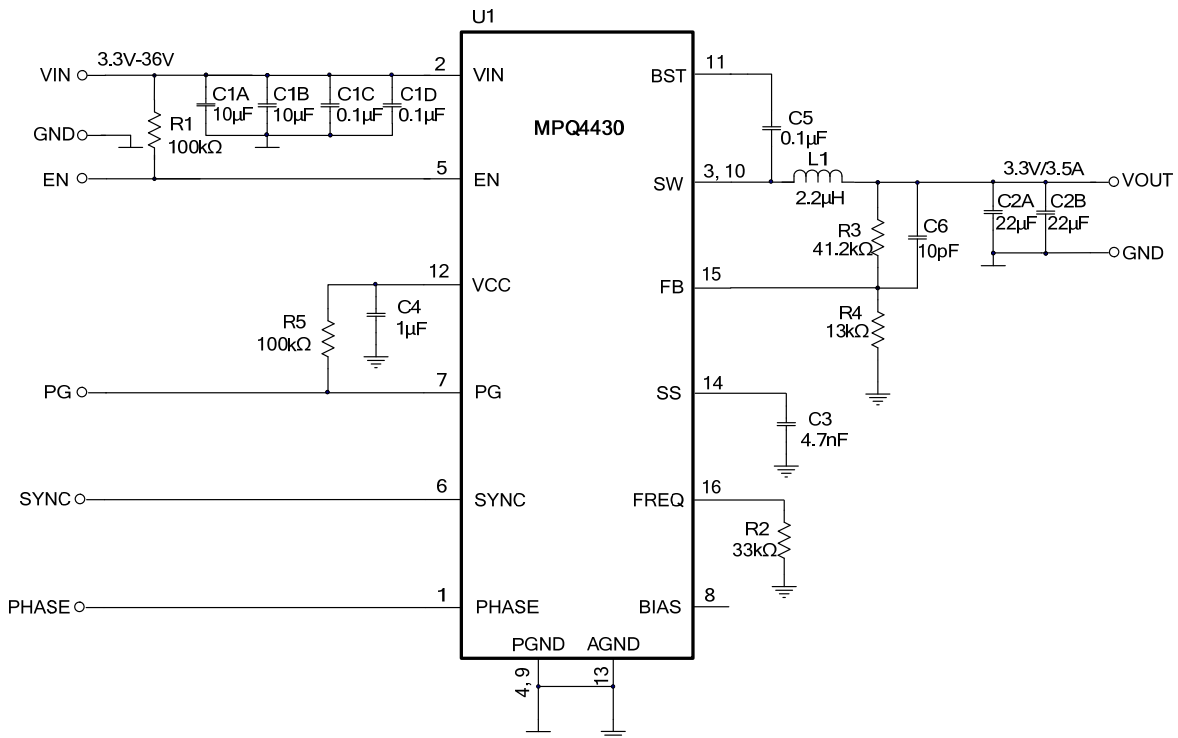 U1
MPQ4430
VIN
3.3V-36V
2
VIN
C1A
10µF
C1B
10µF
C1C
0.1µF
C1D
0.1µF
GND
R1
100kΩ
EN
5
EN
12
VCC
C4
1µF
R5
100kΩ
PG
7
PG
SYNC
6
SYNC
PHASE
1
PHASE
PGND
4, 9
AGND
13
BST
11
C5
0.1µF
SW
3, 10
L1
2.2µH
3.3V/3.5A
VOUT
C2A
22µF
C2B
22µF
GND
R3
41.2kΩ
C6
10pF
FB
15
R4
13kΩ
SS
14
C3
4.7nF
FREQ
16
R2
33kΩ
BIAS
8